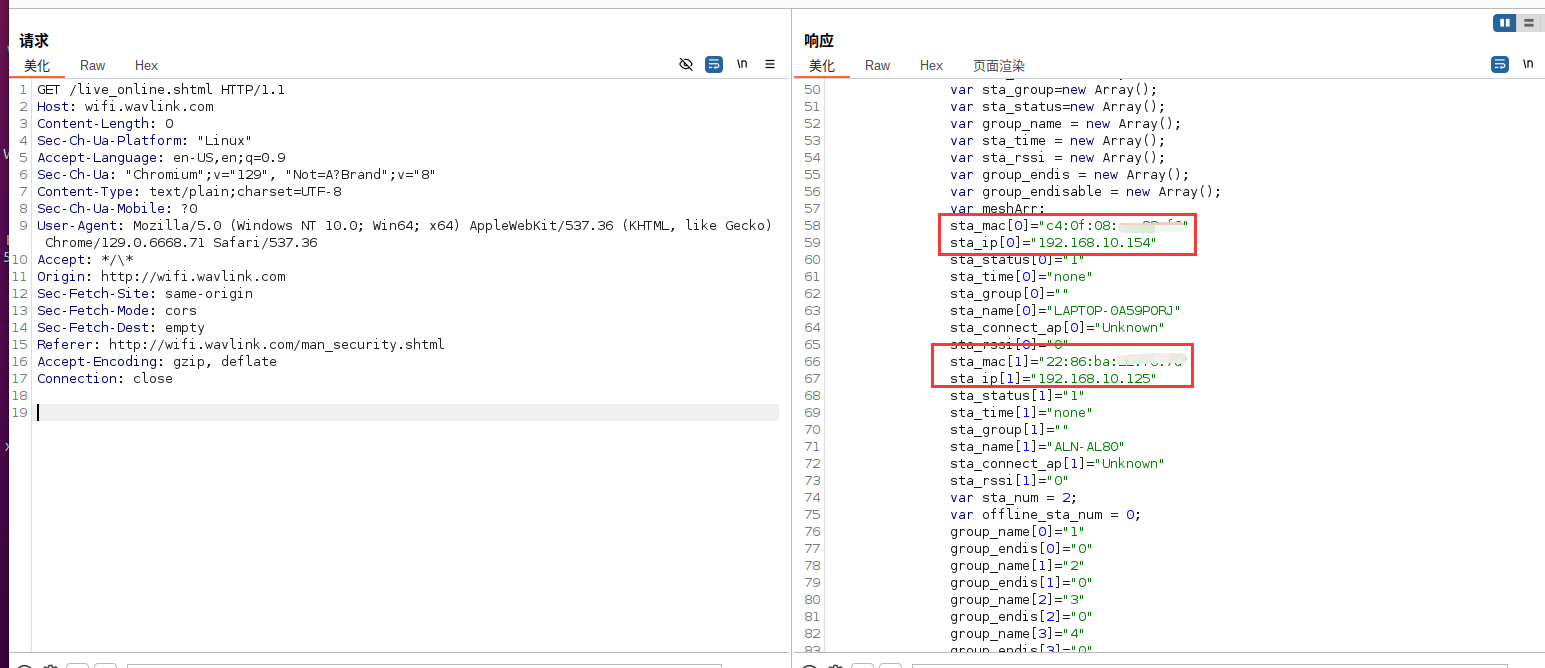 请求
美化 Raw Hex
\n
1 GET /live_online.shtml HTTP/1.1
2 Host: wifi.wavlink.com
3 Content-Length: 0
4 Sec-Ch-Ua-Platform: "Linux"
5 Accept-Language: en-US,en;q=0.9
6 Sec-Ch-Ua: "Chromium";v="129", "Not=A?Brand";v="8"
7 Content-Type: text/plain;charset=UTF-8
8 Sec-Ch-Ua-Mobile: ?0
9 User-Agent: Mozilla/5.0 (Windows NT 10.0; Win64; x64) AppleWebKit/537.36 (KHTML, like Gecko)
Chrome/129.0.6668.71 Safari/537.36
10 Accept: */\*
11 Origin: http://wifi.wavlink.com
12 Sec-Fetch-Site: same-origin
13 Sec-Fetch-Mode: cors
14 Sec-Fetch-Dest: empty
15 Referer: http://wifi.wavlink.com/man_security.shtml
16 Accept-Encoding: gzip, deflate
17 Connection: close
18
19
响应
美化 Raw Hex 页面渲染
\n
50 var sta_group=new Array();
51 var sta_status=new Array();
52 var group_name = new Array();
53 var sta_time = new Array();
54 var sta_rssi = new Array();
55 var group_endis = new Array();
56 var group_endisable = new Array();
57 var meshArr;
58 sta_mac[0]="c4:0f:08:
59 sta_ip[0]="192.168.10.154"
60 sta_status[0]="1"
61 sta_time[0]="none"
62 sta_group[0]=""
63 sta_name[0]="LAPTOP-0A59PORJ"
64 sta_connect_ap[0]="Unknown"
65 sta_rssi[0]="0"
66 sta_mac[1]="22:86:ba:
67 sta_ip[1]="192.168.10.125"
68 sta_status[1]="1"
69 sta_time[1]="none"
70 sta_group[1]=""
71 sta_name[1]="ALN-AL80"
72 sta_connect_ap[1]="Unknown"
73 sta_rssi[1]="0"
74 var sta_num = 2;
75 var offline_sta_num = 0;
76 group_name[0]="1"
77 group_endis[0]="0"
78 group_name[1]="2"
79 group_endis[1]="0"
80 group_name[2]="3"
81 group_endis[2]="0"
82 group_name[3]="4"
83 group_endis[3]="0"